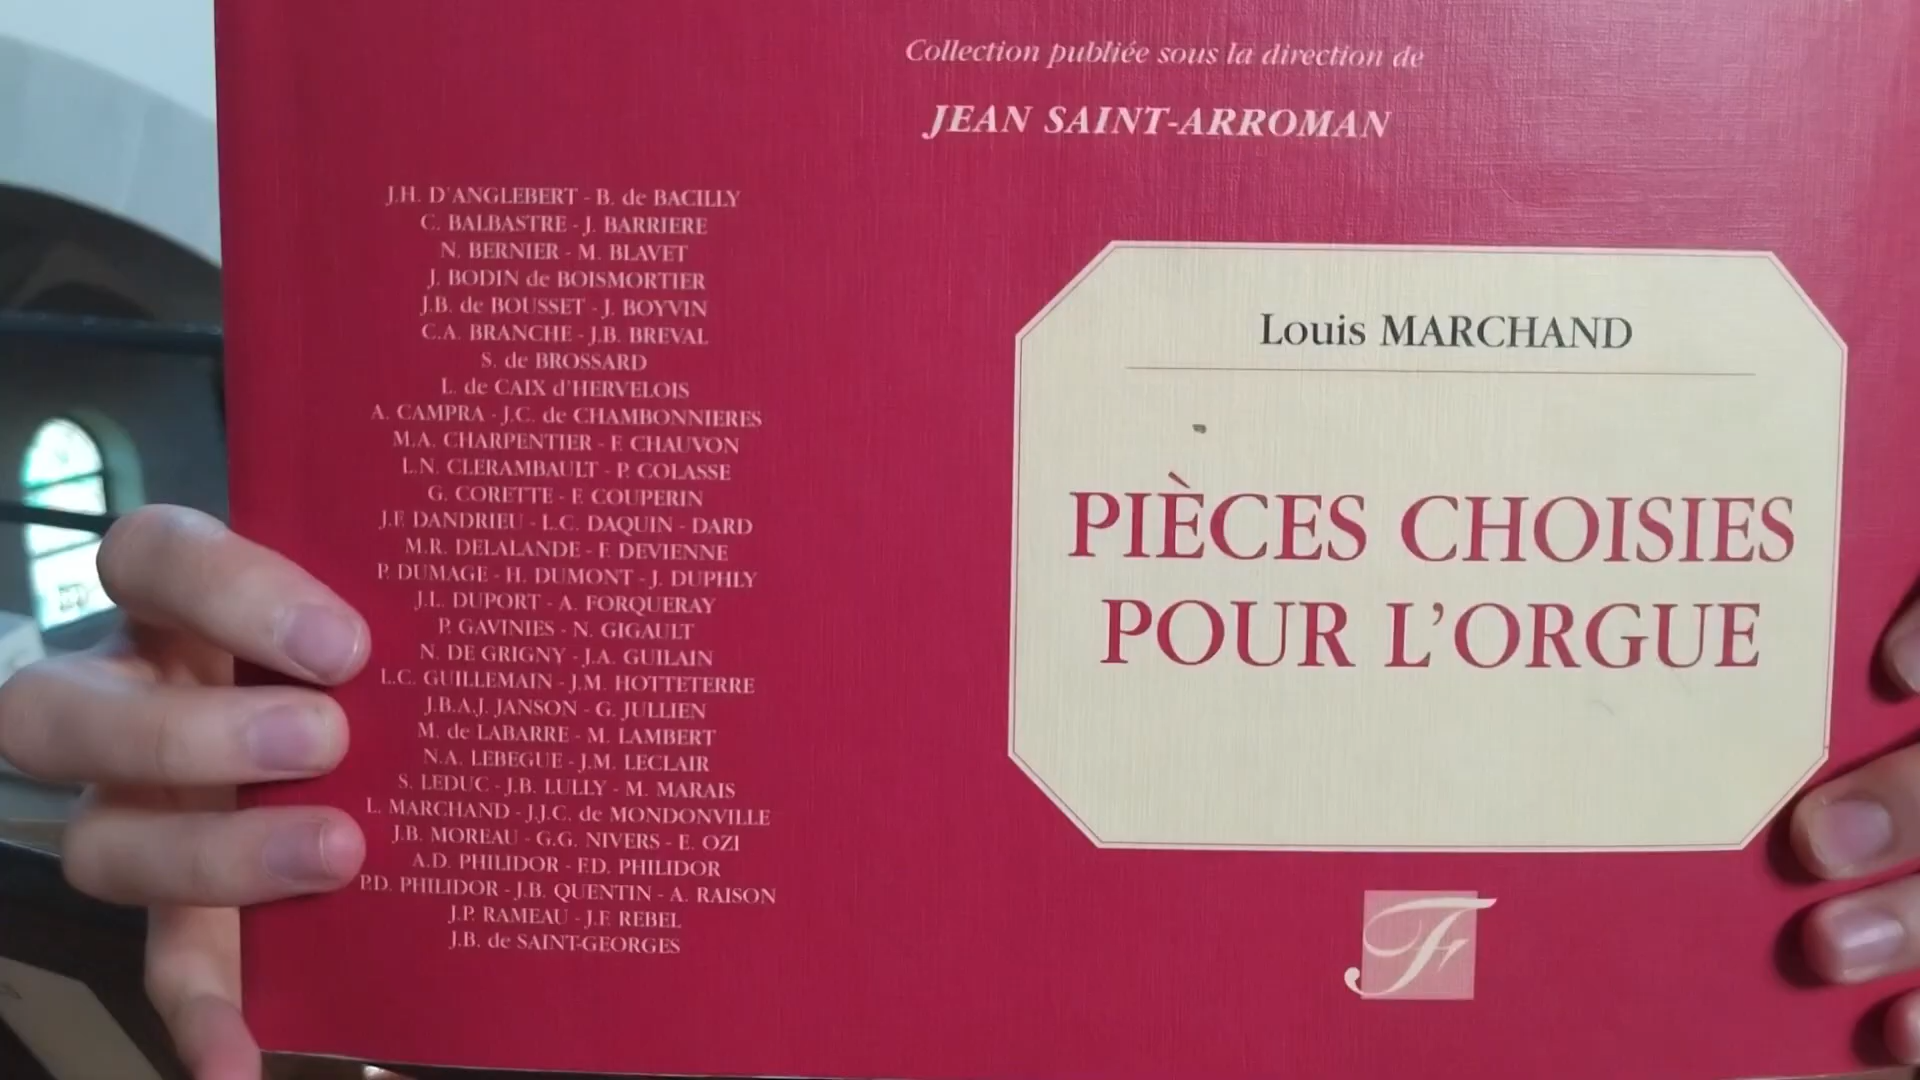 Collection publiée sous la direction de
JEAN SAINT-ARROMAN
J.H. D'ANGLEBERT - B. de BACILLY
C. BALBASTRE - J. BARRIERE
N. BERNIER - M. BLAVET
J. BODIN de BOISMORTIER
J.B. de BOUSSET - J. BOYVIN
C.A. BRANCHE - J.B. BREVAL
S. de BROSSARD
L. de CAIX d'HERVELOIS
A. CAMPRA - J.C. de CHAMBONNIERES
M.A. CHARPENTIER - F. CHAUVON
L.N. CLERAMBAULT - P. COLASSE
G. CORETTE - F. COUPERIN
J.F. DANDRIEU - L.C. DAQUIN - DARD
M.R. DELALANDE - F. DEVIENNE
P. DUMAGE - H. DUMONT - J. DUPHLY
J.L. DUPORT - A. FORQUERAY
P. GAVINIES - N. GIGAULT
N. DE GRIGNY - J.A. GUILAIN
L.C. GUILLEMAIN - J.M. HOTTETERRE
J.B.A.J. JANSON - G. JULLIEN
M. de LABARRE - M. LAMBERT
N.A. LEBEGUE - J.M. LECLAIR
S. LEDUC - J.B. LULLY - M. MARAIS
L. MARCHAND - J.J.C. de MONDONVILLE
J.B. MOREAU - G.G. NIVERS - E. OZI
A.D. PHILIDOR - F.D. PHILIDOR
P.D. PHILIDOR - J.B. QUENTIN - A. RAISON
J.P. RAMEAU - J.F. REBEL
J.B. de SAINT-GEORGES
Louis MARCHAND
PIÈCES CHOISIES
POUR L'ORGUE
F